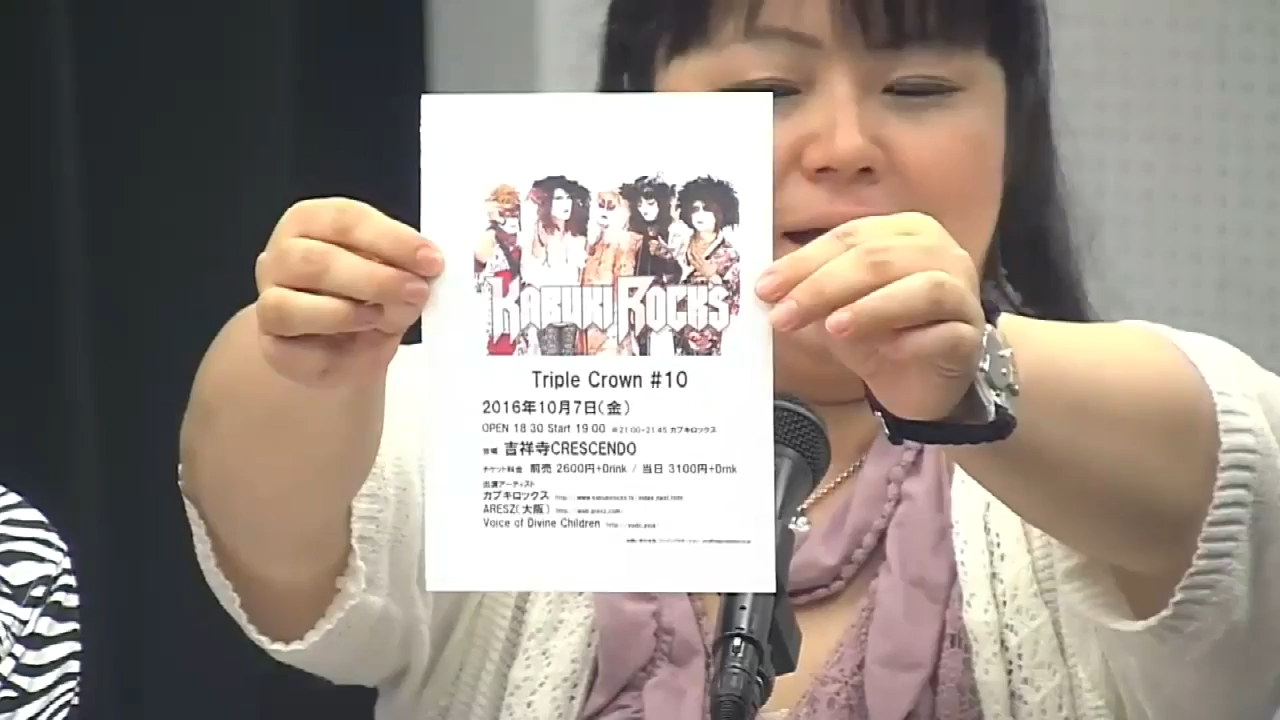 KABUKI ROCKS
Triple Crown #10
2016年10月7日(金)
OPEN 18:30 Start 19:00 ※21:00-21:45 カブキロックス
会場 吉祥寺CRESCENDO
チケット料金 前売 2600円+Drink / 当日 3100円+Drink
出演アーティスト
カブキロックス
ARESZ(大阪)
Voice of Divine Children